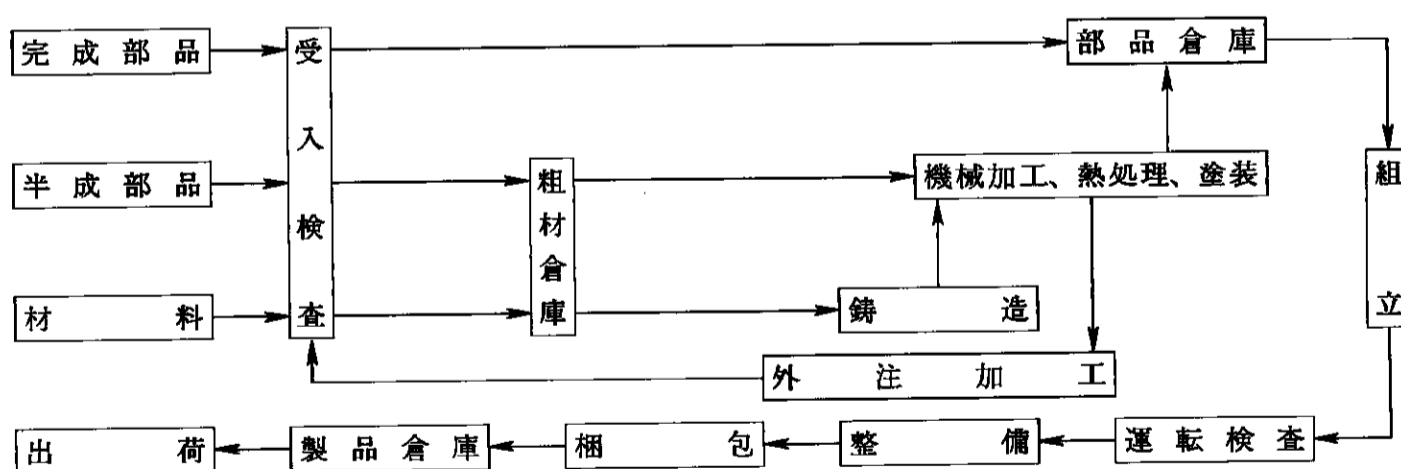 完成部品
受入検査
部品倉庫
半成部品
粗材倉庫
機械加工、熱処理、塗装
組立
材料
鋳造
外注加工
出荷
製品倉庫
梱包
整備
運転検査